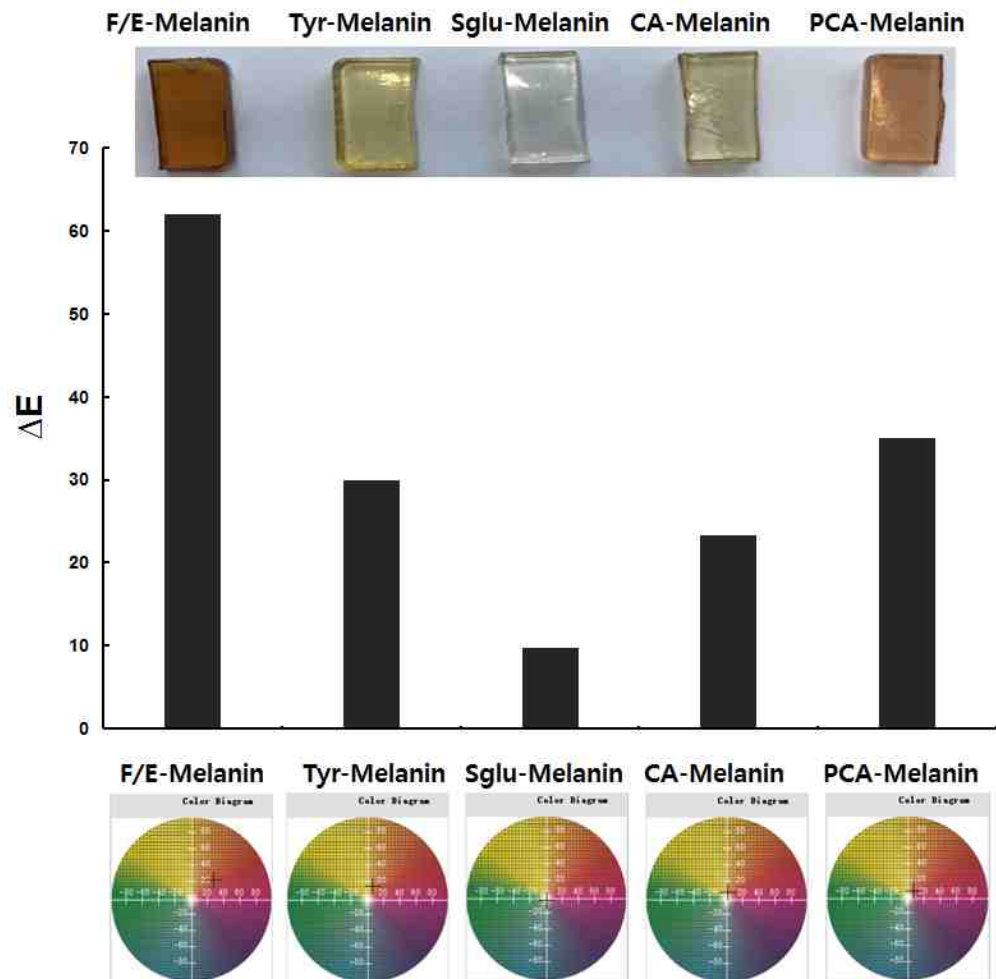 F/E-Melanin Tyr-Melanin Sglu-Melanin CA-Melanin PCA-Melanin
70
60
50
40
30
20
10
0
ΔE
F/E-Melanin Tyr-Melanin Sglu-Melanin CA-Melanin PCA-Melanin
Color Diagram Color Diagram Color Diagram Color Diagram Color Diagram